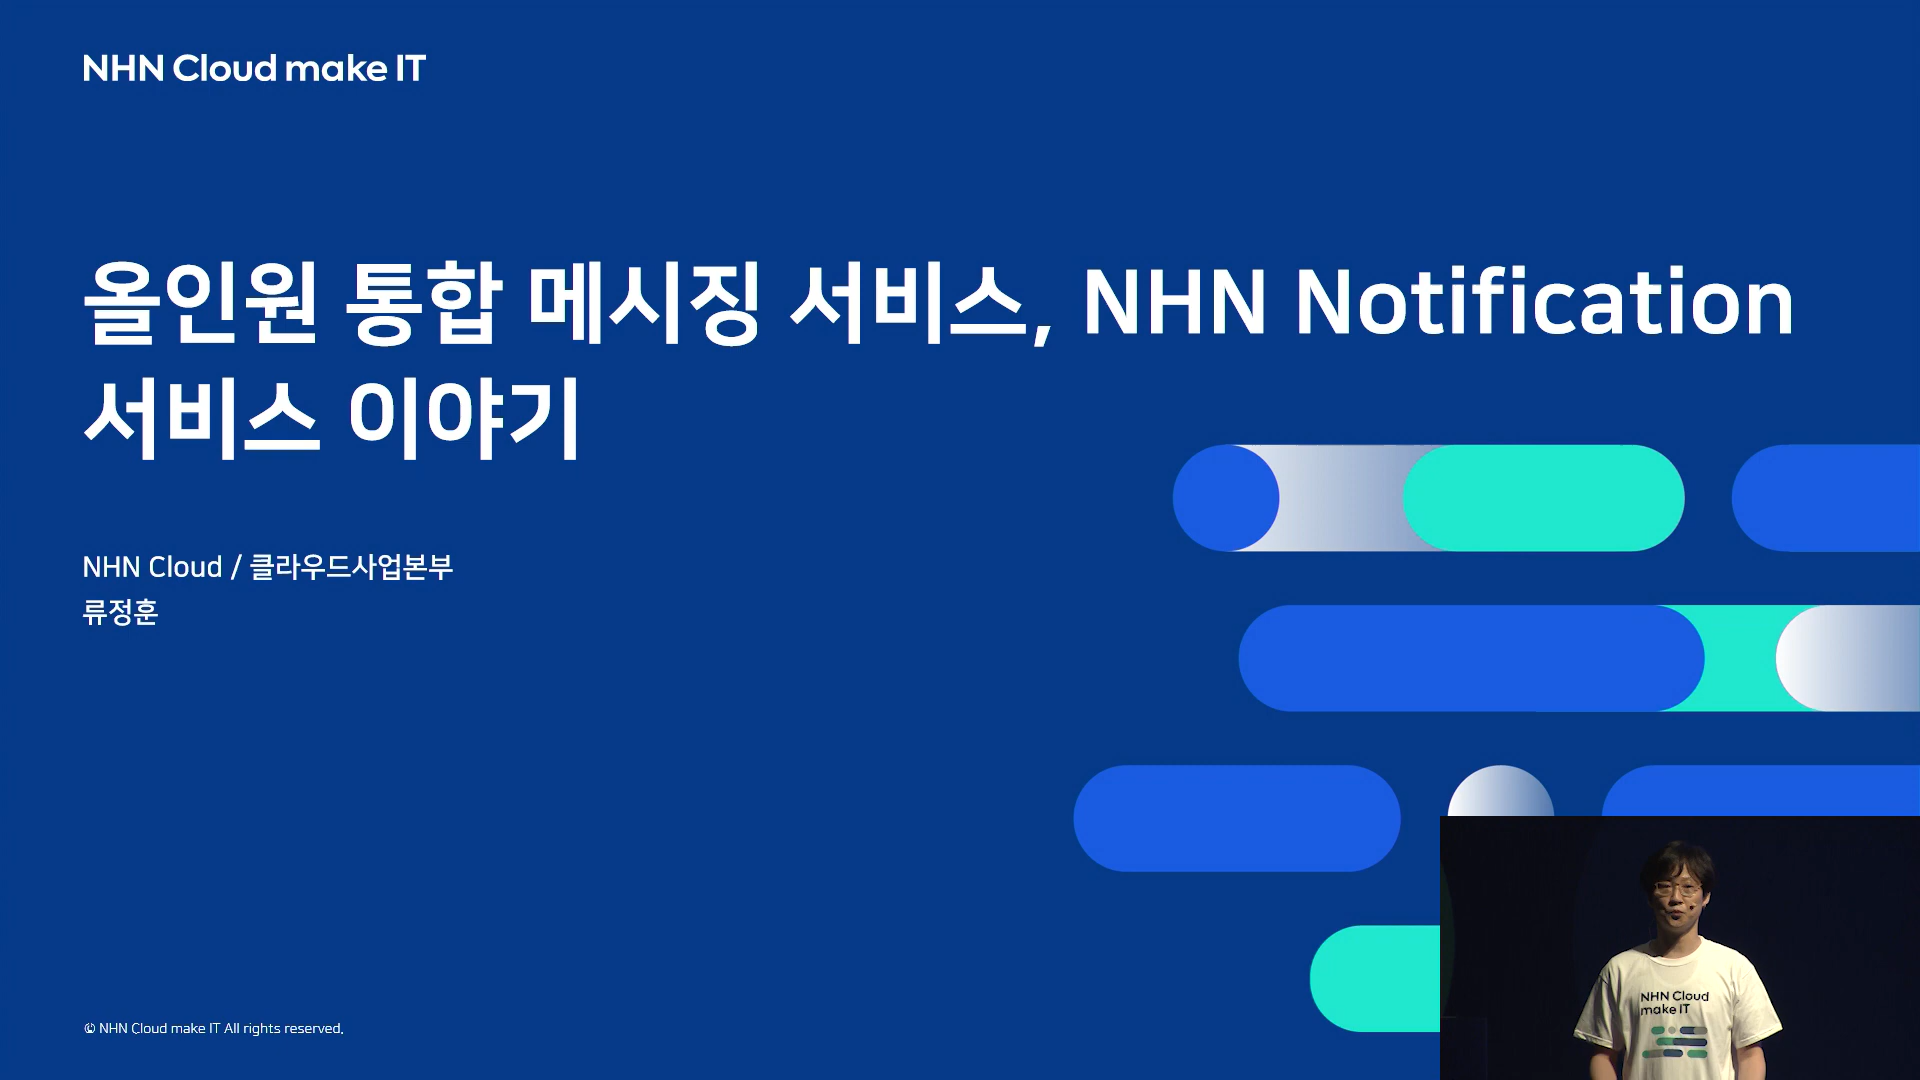 NHN Cloud make IT
올인원 통합 메시징 서비스, NHN Notification
서비스 이야기
NHN Cloud / 클라우드사업본부
류정훈
© NHN Cloud make IT All rights reserved.
NHN Cloud
make IT